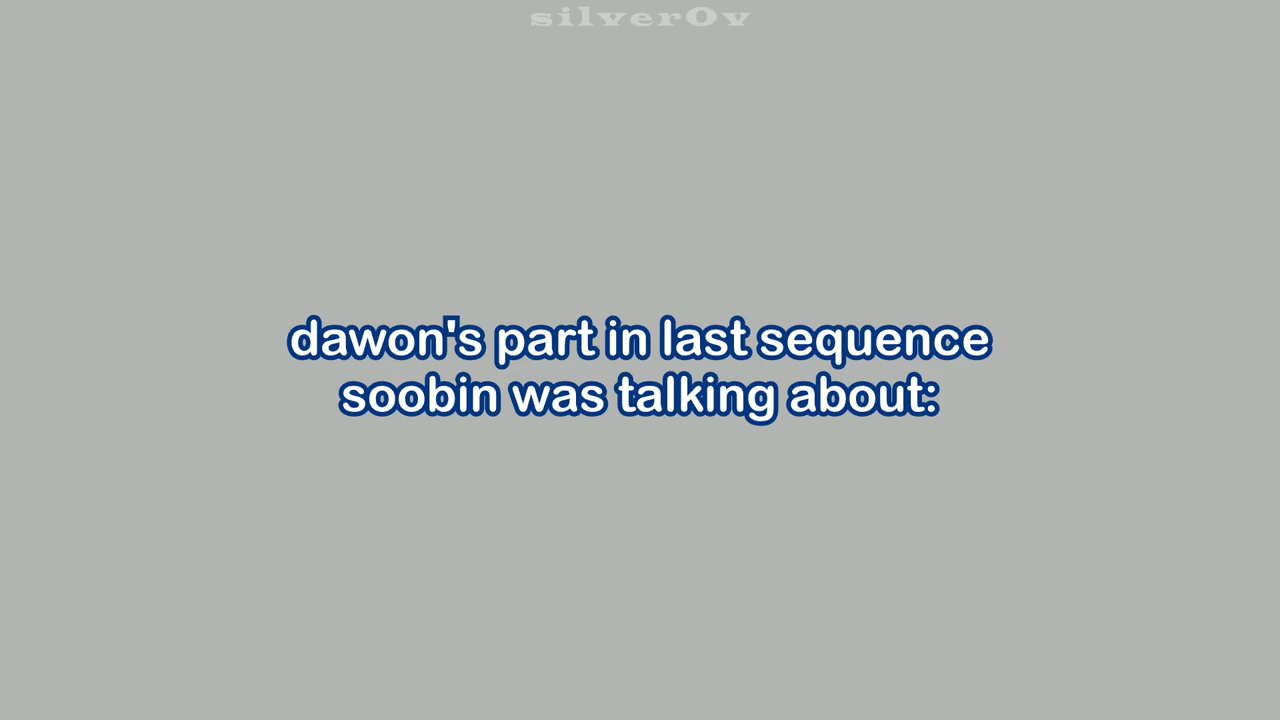 silver0v
dawon's part in last sequence
soobin was talking about: